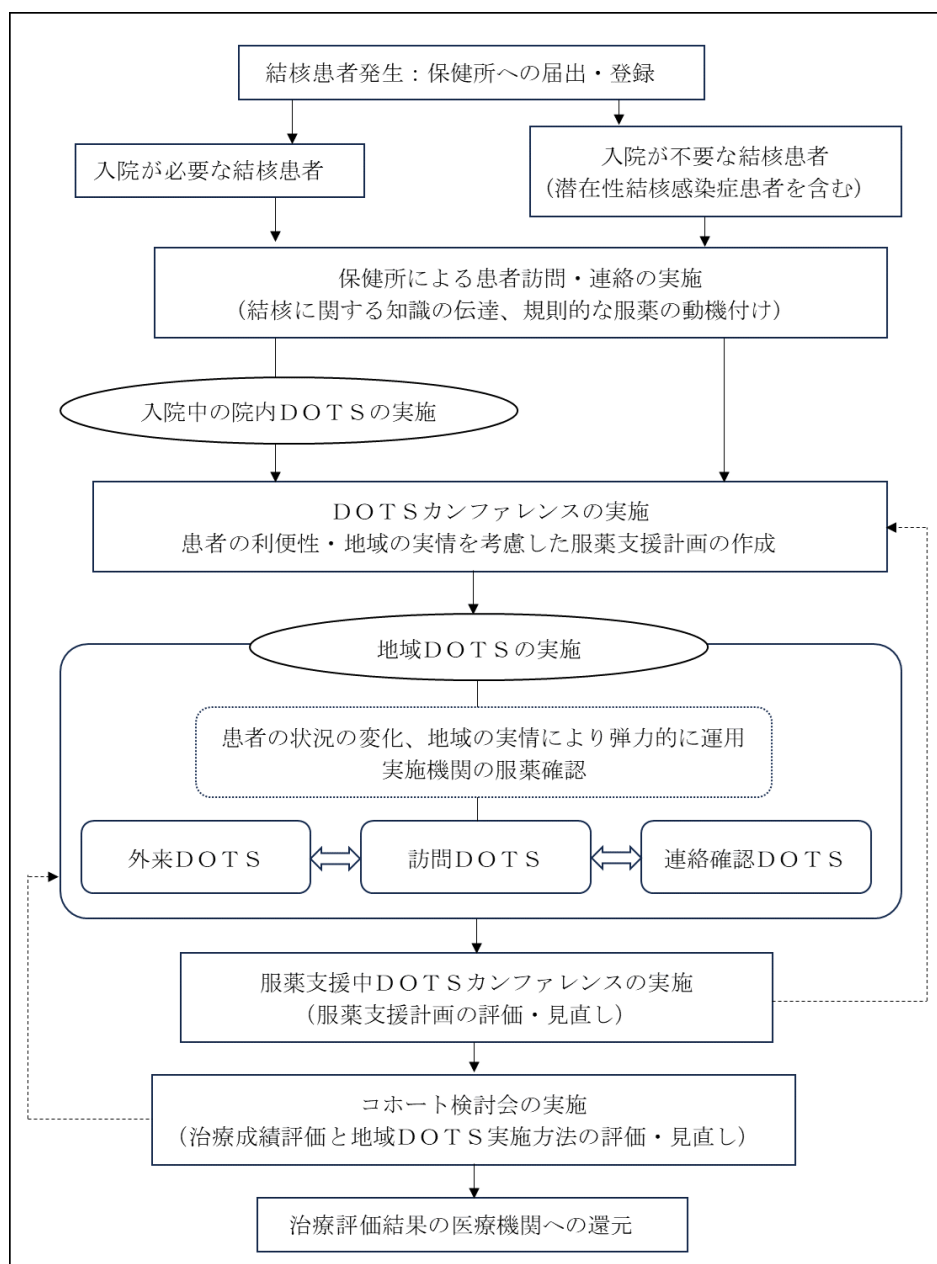 結核患者発生：保健所への届出・登録
入院が必要な結核患者
入院が不要な結核患者
（潜在性結核感染症患者を含む）
保健所による患者訪問・連絡の実施
（結核に関する知識の伝達、規則的な服薬の動機付け）
入院中の院内ＤＯＴＳの実施
ＤＯＴＳカンファレンスの実施
患者の利便性・地域の実情を考慮した服薬支援計画の作成
地域ＤＯＴＳの実施
患者の状況の変化、地域の実情により弾力的に運用
実施機関の服薬確認
外来ＤＯＴＳ
訪問ＤＯＴＳ
連絡確認ＤＯＴＳ
服薬支援中ＤＯＴＳカンファレンスの実施
（服薬支援計画の評価・見直し）
コホート検討会の実施
（治療成績評価と地域ＤＯＴＳ実施方法の評価・見直し）
治療評価結果の医療機関への還元